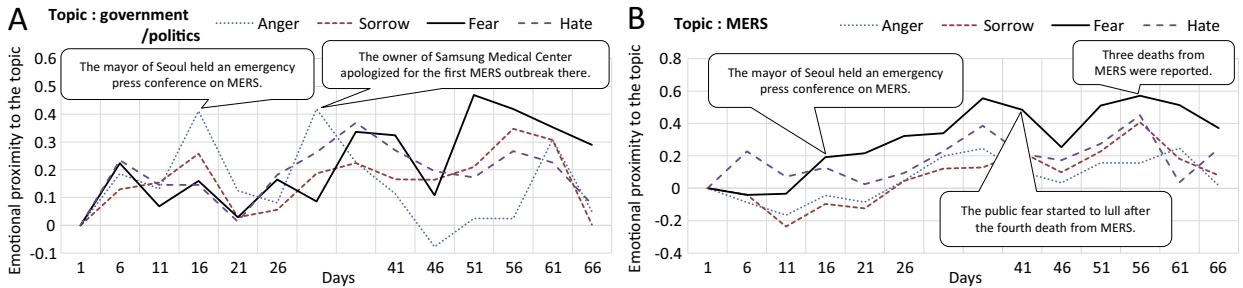 A
Topic : government
/politics
Anger
Sorrow
Fear
Hate
Emotional proximity to the topic
0.6
0.5
0.4
0.3
0.2
0.1
0
-0.1
The mayor of Seoul held an emergency
press conference on MERS.
The owner of Samsung Medical Center
apologized for the first MERS outbreak there.
1 6 11 16 21 26 41 46 51 56 61 66
Days
B
Topic : MERS
Anger
Sorrow
Fear
Hate
Emotional proximity to the topic
0.8
0.6
0.4
0.2
0
-0.2
-0.4
The mayor of Seoul held an emergency
press conference on MERS.
Three deaths from
MERS were reported.
The public fear started to lull after
the fourth death from MERS.
1 6 11 16 21 26 41 46 51 56 61 66
Days